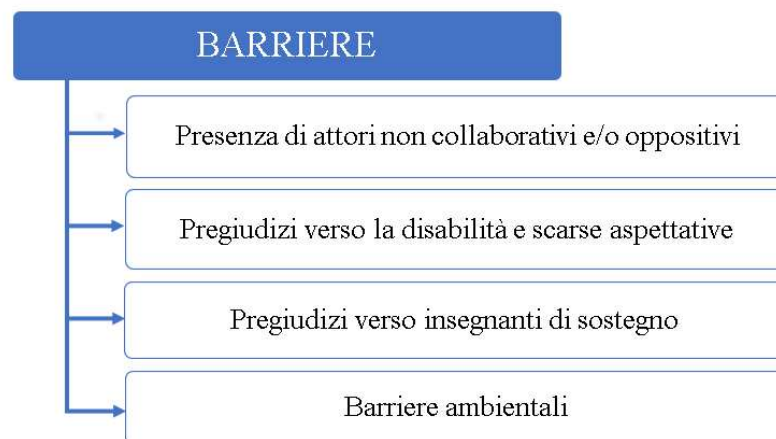 BARRIERE
Presenza di attori non collaborativi e/o oppositivi
Pregiudizi verso la disabilità e scarse aspettative
Pregiudizi verso insegnanti di sostegno
Barriere ambientali